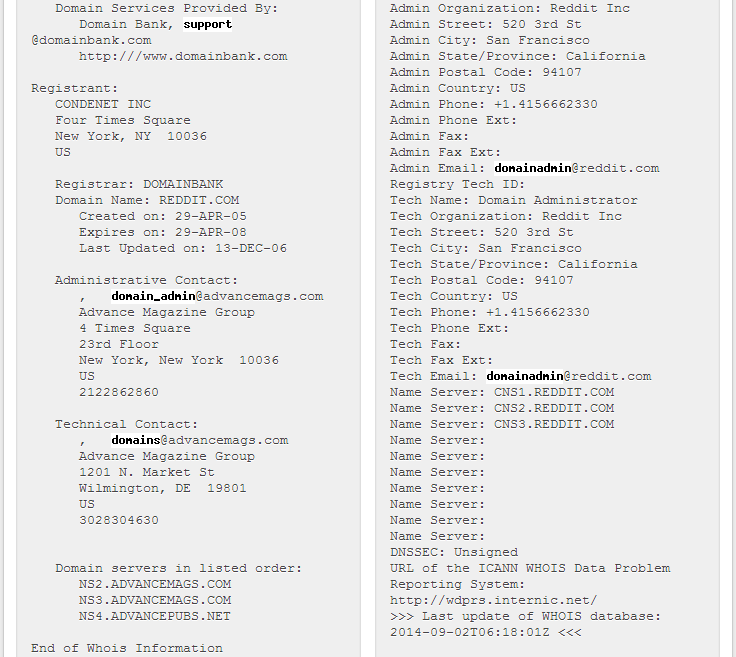 Domain Services Provided By:
Domain Bank, support
@domainbank.com
http:///www.domainbank.com
Registrant:
CONDENET INC
Four Times Square
New York, NY  10036
US
Registrar: DOMAINBANK
Domain Name: REDDIT.COM
Created on: 29-APR-05
Expires on: 29-APR-08
Last Updated on: 13-DEC-06
Administrative Contact:
,   domain_admin@advancemags.com
Advance Magazine Group
4 Times Square
23rd Floor
New York, New York  10036
US
2122862860
Technical Contact:
,   domains@advancemags.com
Advance Magazine Group
1201 N. Market St
Wilmington, DE  19801
US
3028304630
Domain servers in listed order:
NS2.ADVANCEMAGS.COM
NS3.ADVANCEMAGS.COM
NS4.ADVANCEPUBS.NET
End of Whois Information
Admin Organization: Reddit Inc
Admin Street: 520 3rd St
Admin City: San Francisco
Admin State/Province: California
Admin Postal Code: 94107
Admin Country: US
Admin Phone: +1.4156662330
Admin Phone Ext:
Admin Fax:
Admin Fax Ext:
Admin Email: domainadmin@reddit.com
Registry Tech ID:
Tech Name: Domain Administrator
Tech Organization: Reddit Inc
Tech Street: 520 3rd St
Tech City: San Francisco
Tech State/Province: California
Tech Postal Code: 94107
Tech Country: US
Tech Phone: +1.4156662330
Tech Phone Ext:
Tech Fax:
Tech Fax Ext:
Tech Email: domainadmin@reddit.com
Name Server: CNS1.REDDIT.COM
Name Server: CNS2.REDDIT.COM
Name Server: CNS3.REDDIT.COM
Name Server:
Name Server:
Name Server:
Name Server:
Name Server:
Name Server:
Name Server:
DNSSEC: Unsigned
URL of the ICANN WHOIS Data Problem
Reporting System:
http://wdprs.internic.net/
>>> Last update of WHOIS database:
2014-09-02T06:18:01Z <<<